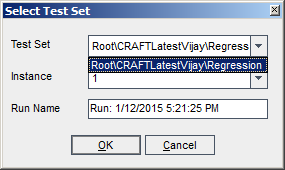 Select Test Set
Test Set
Root\CRAFTLatestVijay\Regress
Root\CRAFTLatestVijay\Regression
Instance
1
Run Name
Run: 1/12/2015 5:21:25 PM
OK
Cancel